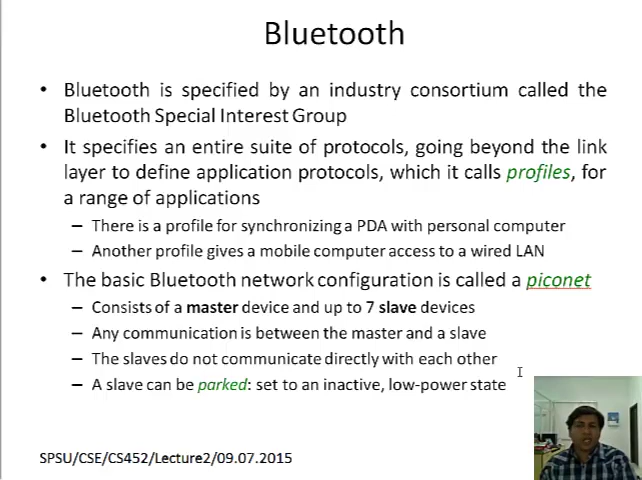 Bluetooth
• Bluetooth is specified by an industry consortium called the
Bluetooth Special Interest Group
• It specifies an entire suite of protocols, going beyond the link
layer to define application protocols, which it calls profiles, for
a range of applications
– There is a profile for synchronizing a PDA with personal computer
– Another profile gives a mobile computer access to a wired LAN
• The basic Bluetooth network configuration is called a piconet
– Consists of a master device and up to 7 slave devices
– Any communication is between the master and a slave
– The slaves do not communicate directly with each other
– A slave can be parked: set to an inactive, low-power state
SPSU/CSE/CS452/Lecture2/09.07.2015